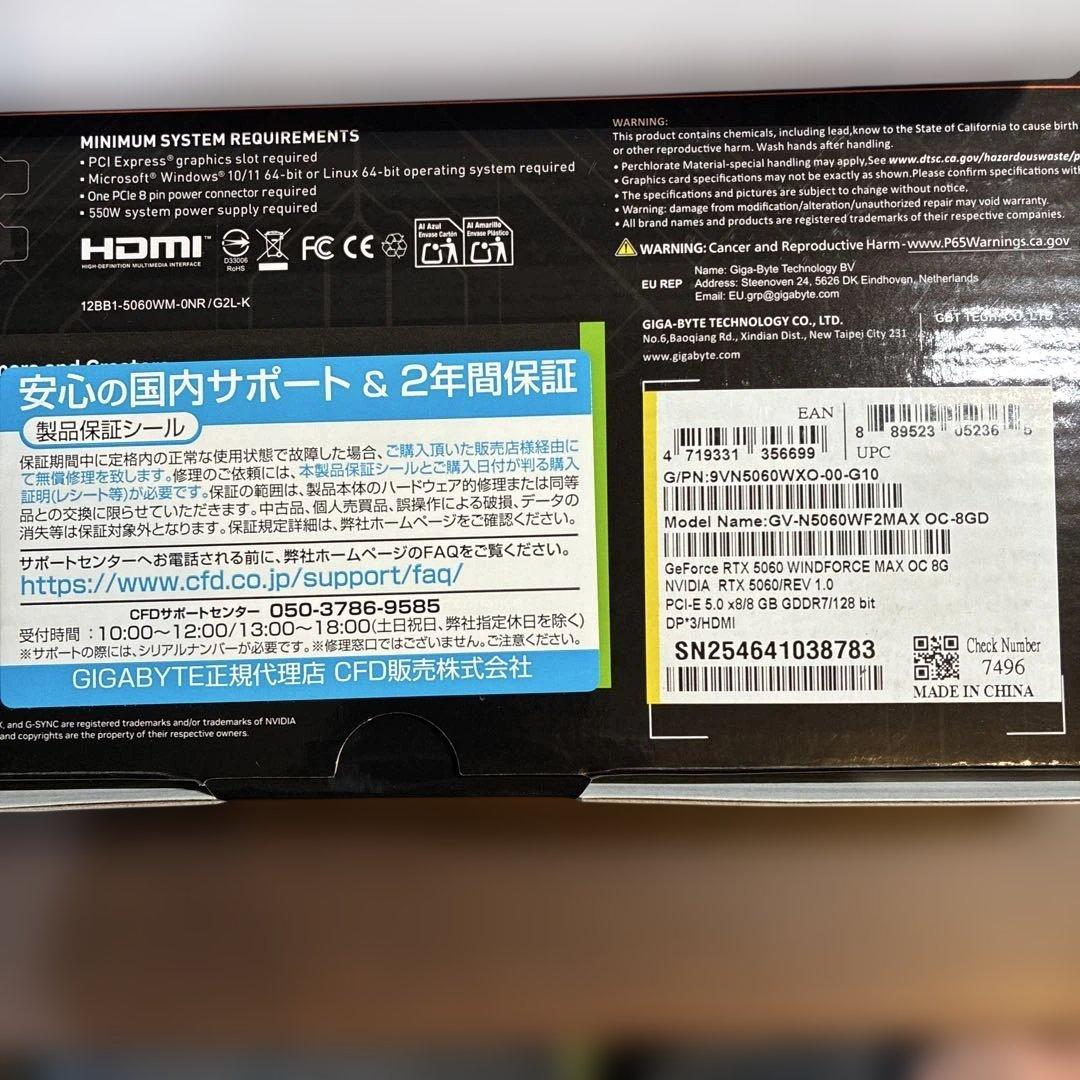 MINIMUM SYSTEM REQUIREMENTS
• PCI Express® graphics slot required
• Microsoft® Windows® 10/11 64-bit or Linux 64-bit operating system required
• One PCIe 8 pin power connector required
• 550W system power supply required
HDMI™
HIGH-DEFINITION MULTIMEDIA INTERFACE
D33006
RoHS
FC CE
Al Azul
Envase Cartón
Al Amarillo
Envase Plástico
12BB1-5060WM-0NR / G2L-K
WARNING:
This product contains chemicals, including lead,know to the State of California to cause birth
or other reproductive harm. Wash hands after handling.
• Perchlorate Material-special handling may apply,See www.dtsc.ca.gov/hazardouswaste/p
• Graphics card specifications may not be exactly as shown.Please confirm specifications with
• The specifications and pictures are subject to change without notice.
• Warning: damage from modification/alteration/unauthorized repair may void warranty.
• All brand names and products are registered trademarks of their respective companies.
WARNING: Cancer and Reproductive Harm-www.P65Warnings.ca.gov
EU REP
Name: Giga-Byte Technology BV
Address: Steenoven 24, 5626 DK Eindhoven, Netherlands
Email: EU.grp@gigabyte.com
GIGA-BYTE TECHNOLOGY CO., LTD.
No.6,Baoqiang Rd., Xindian Dist., New Taipei City 231
www.gigabyte.com
GBT TECH. CO. LTD
安心の国内サポート & 2年間保証
製品保証シール
保証期間中に定格内の正常な使用状態で故障した場合、ご購入頂いた販売店様経由に
て無償修理を致します。修理のご依頼には、本製品保証シールとご購入日付が判る購入
証明(レシート等)が必要です。保証の範囲は、製品本体のハードウェア的修理または同等
品との交換に限らせていただきます。中古品、個人売買品、誤操作による破損、データの
消失等は保証対象外となります。保証規定詳細は、弊社ホームページをご確認ください。
サポートセンターへお電話される前に、弊社ホームページのFAQをご覧ください。
https://www.cfd.co.jp/support/faq/
CFDサポートセンター 050-3786-9585
受付時間 : 10:00〜12:00/13:00〜18:00(土日祝日、弊社指定休日を除く)
※サポートの際には、シリアルナンバーが必要です。※修理窓口ではございません。ご注意ください。
GIGABYTE正規代理店 CFD販売株式会社
EAN
4 719331 356699
UPC
8 89523 05236 5
G/PN:9VN5060WXO-00-G10
Model Name:GV-N5060WF2MAX OC-8GD
GeForce RTX 5060 WINDFORCE MAX OC 8G
NVIDIA RTX 5060/REV 1.0
PCI-E 5.0 x8/8 GB GDDR7/128 bit
DP*3/HDMI
SN254641038783
Check Number
7496
MADE IN CHINA
X, and G-SYNC are registered trademarks and/or trademarks of NVIDIA
and copyrights are the property of their respective owners.